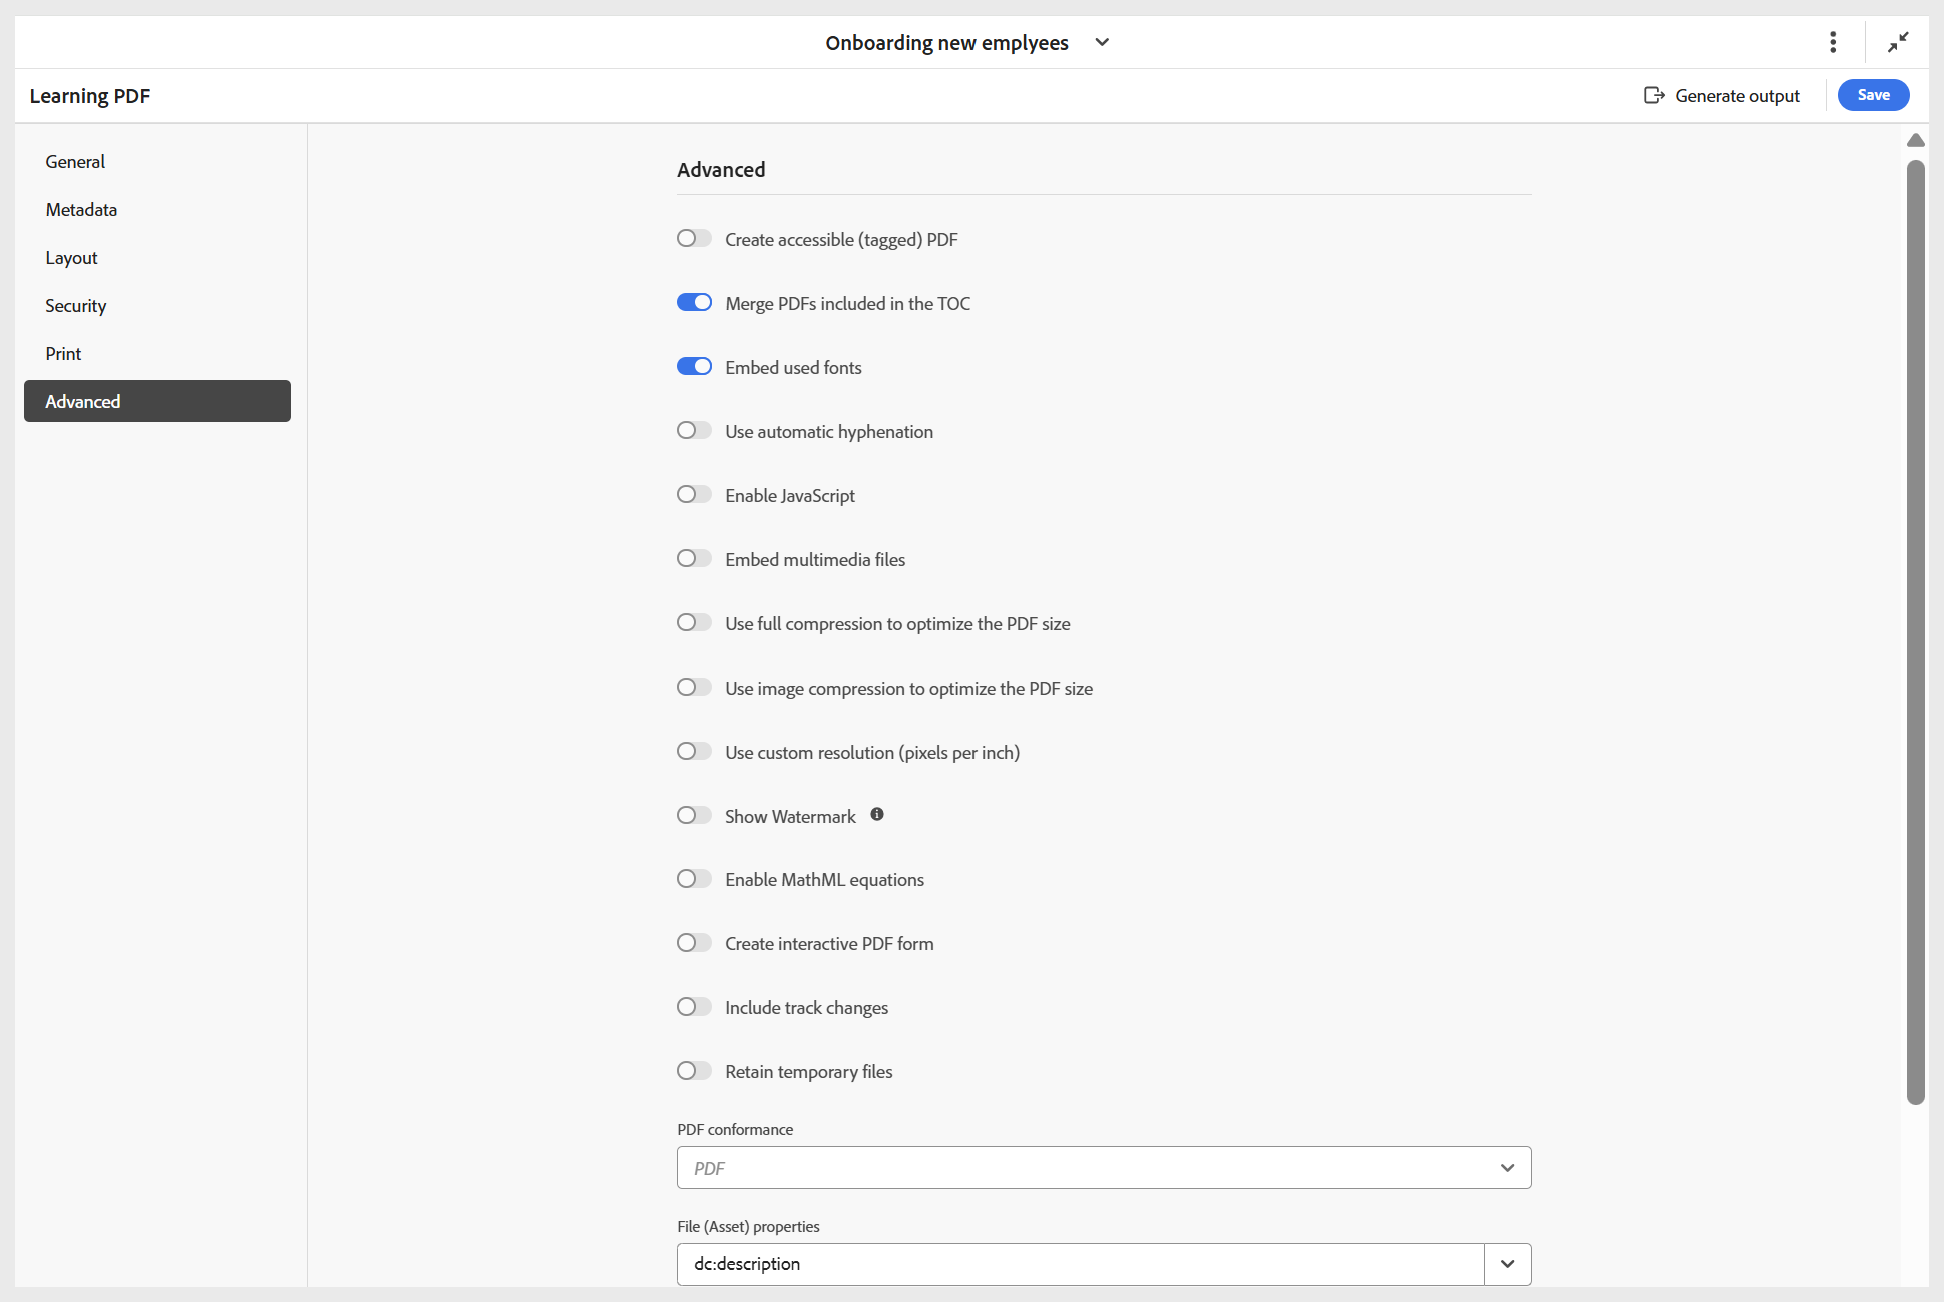 Onboarding new emplyees
Learning PDF
Generate output
Save
General
Metadata
Layout
Security
Print
Advanced
Advanced
Create accessible (tagged) PDF
Merge PDFs included in the TOC
Embed used fonts
Use automatic hyphenation
Enable JavaScript
Embed multimedia files
Use full compression to optimize the PDF size
Use image compression to optimize the PDF size
Use custom resolution (pixels per inch)
Show Watermark
Enable MathML equations
Create interactive PDF form
Include track changes
Retain temporary files
PDF conformance
PDF
File (Asset) properties
dc:description